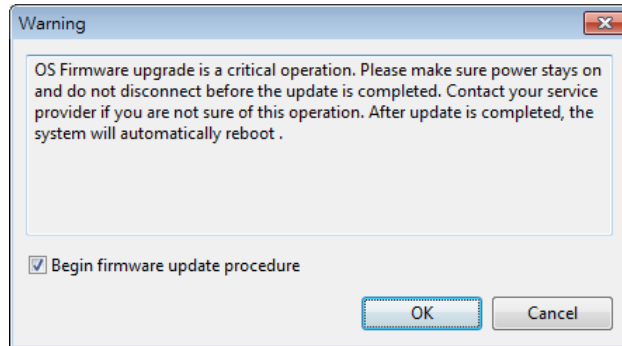 Warning
OS Firmware upgrade is a critical operation. Please make sure power stays on
and do not disconnect before the update is completed. Contact your service
provider if you are not sure of this operation. After update is completed, the
system will automatically reboot .
Begin firmware update procedure
OK
Cancel